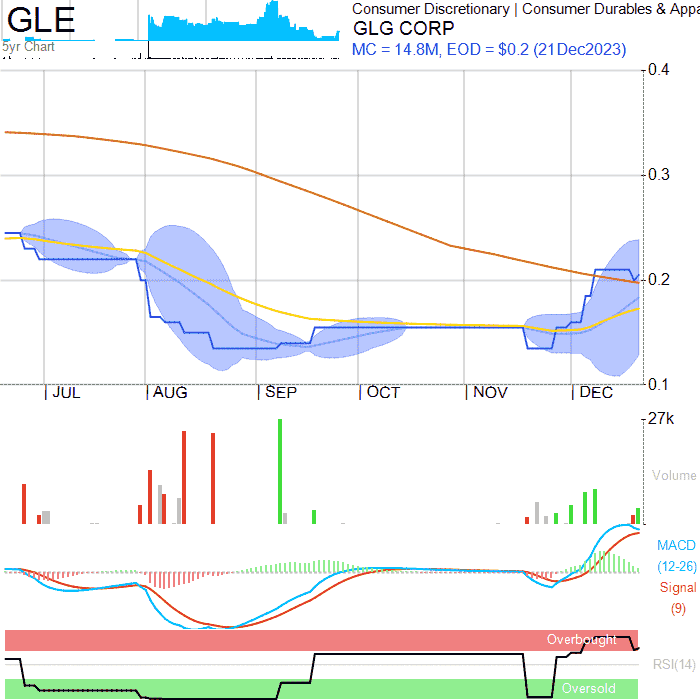 GLE
5yr Chart
Consumer Discretionary | Consumer Durables & Appa
GLG CORP
MC = 14.8M, EOD = $0.2 (21Dec2023)
0.4
0.3
0.2
0.1
JUL
AUG
SEP
OCT
NOV
DEC
27k
Volume
MACD
(12-26)
Signal
(9)
Overbought
RSI(14)
Oversold